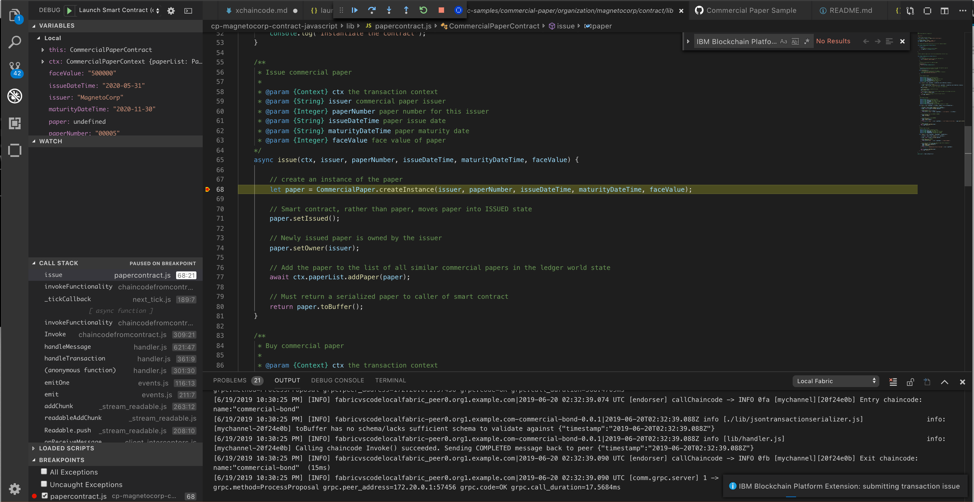 DEBUG Launch Smart Contract (
xchaincode.md
launc
c-samples/commercial-paper/organization/magnetocorp/contract/lib
Commercial Paper Sample
README.md
VARIABLES
Local
this: CommercialPaperContract
ctx: CommercialPaperContext {paperList: Pa…
faceValue: "500000"
issueDateTime: "2020-05-31"
issuer: "MagnetoCorp"
maturityDateTime: "2020-11-30"
paper: undefined
paperNumber: "00005"
WATCH
CALL STACK PAUSED ON BREAKPOINT
issue papercontract.js 68:21
invokeFunctionality chaincodefromcontr…
_tickCallback next_tick.js 188:7
[ async function ]
invokeFunctionality chaincodefromcontr…
Invoke chaincodefromcontract.js 309:21
handleMessage handler.js 621:47
handleTransaction handler.js 361:9
(anonymous function) handler.js 301:30
emitOne events.js 116:13
emit events.js 211:7
addChunk _stream_readable.js 263:12
readableAddChunk _stream_readable.js
Readable.push _stream_readable.js 208:10
LOADED SCRIPTS
BREAKPOINTS
All Exceptions
Uncaught Exceptions
papercontract.js cp-magnetocorp-c… 68
42
cp-magnetocorp-contract-javascript › lib › JS papercontract.js › CommercialPaperContract › issue › paper
IBM Blockchain Platfo… Aa No Results
52 console.log('Instantiate the contract');
53 }
54
55 /**
56 * Issue commercial paper
57 *
58 * @param {Context} ctx the transaction context
59 * @param {String} issuer commercial paper issuer
60 * @param {Integer} paperNumber paper number for this issuer
61 * @param {String} issueDateTime paper issue date
62 * @param {String} maturityDateTime paper maturity date
63 * @param {Integer} faceValue face value of paper
64 */
65 async issue(ctx, issuer, paperNumber, issueDateTime, maturityDateTime, faceValue) {
66
67 // create an instance of the paper
68 let paper = CommercialPaper.createInstance(issuer, paperNumber, issueDateTime, maturityDateTime, faceValue);
69
70 // Smart contract, rather than paper, moves paper into ISSUED state
71 paper.setIssued();
72
73 // Newly issued paper is owned by the issuer
74 paper.setOwner(issuer);
75
76 // Add the paper to the list of all similar commercial papers in the ledger world state
77 await ctx.paperList.addPaper(paper);
78
79 // Must return a serialized paper to caller of smart contract
80 return paper.toBuffer();
81 }
82
83 /**
84 * Buy commercial paper
85 *
86 * @param {Context} ctx the transaction context
PROBLEMS 21 OUTPUT DEBUG CONSOLE TERMINAL Local Fabric
[6/19/2019 10:30:25 PM] [INFO] fabricvscodelocalfabric_peer0.org1.example.com|2019-06-20 02:32:39.074 UTC [endorser] callChaincode -> INFO 0fa [mychannel][20f24e0b] Entry chaincode:
name:"commercial-bond"
[6/19/2019 10:30:25 PM] [INFO] fabricvscodelocalfabric-peer0.org1.example.com-commercial-bond-0.0.1|2019-06-20T02:32:39.088Z info [./lib/jsontransactionserializer.js] info:
[mychannel-20f24e0b] toBuffer has no schema/lacks sufficient schema to validate against {"timestamp":"2019-06-20T02:32:39.088Z"}
[6/19/2019 10:30:25 PM] [INFO] fabricvscodelocalfabric-peer0.org1.example.com-commercial-bond-0.0.1|2019-06-20T02:32:39.088Z info [lib/handler.js] info:
[mychannel-20f24e0b] Calling chaincode Invoke() succeeded. Sending COMPLETED message back to peer {"timestamp":"2019-06-20T02:32:39.088Z"}
[6/19/2019 10:30:25 PM] [INFO] fabricvscodelocalfabric_peer0.org1.example.com|2019-06-20 02:32:39.090 UTC [endorser] callChaincode -> INFO 0fb [mychannel][20f24e0b] Exit chaincode:
name:"commercial-bond" (15ms)
[6/19/2019 10:30:25 PM] [INFO] fabricvscodelocalfabric_peer0.org1.example.com|2019-06-20 02:32:39.090 UTC [comm.grpc.server] 1 ->
grpc.method=ProcessProposal grpc.peer_address=172.20.0.1:57456 grpc.code=OK grpc.call_duration=17.5684ms
IBM Blockchain Platform Extension: submitting transaction issue